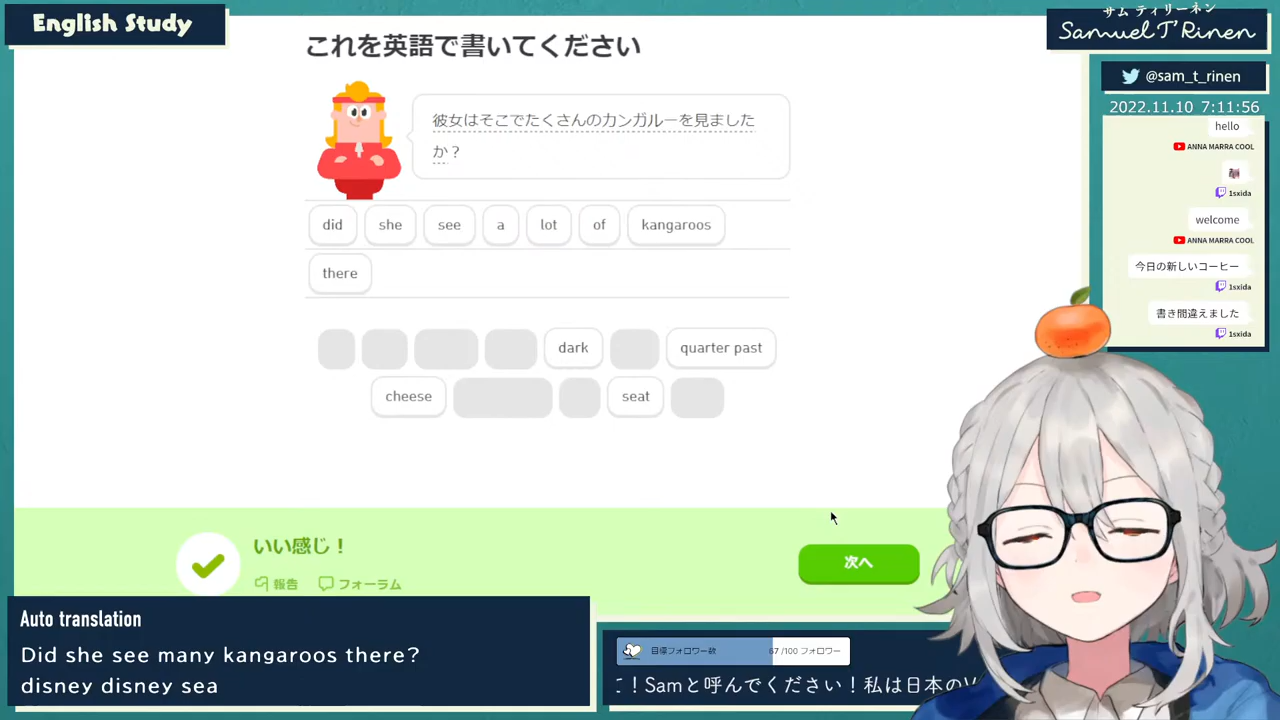 English Study
これを英語で書いてください
彼女はそこでたくさんのカンガルーを見ました
か？
did she see a lot of kangaroos
there
dark quarter past
cheese seat
いい感じ！
報告 フォーラム
次へ
Auto translation
Did she see many kangaroos there?
disney disney sea
サム ティリーネン
Samuel T'Rinen
@sam_t_rinen
2022.11.10 7:11:56
hello
ANNA MARRA COOL
1sxida
welcome
ANNA MARRA COOL
今日の新しいコーヒー
1sxida
書き間違えました
1sxida
目標フォロワー数 67 /100 フォロワー
！Samと呼んでください！私は日本のV